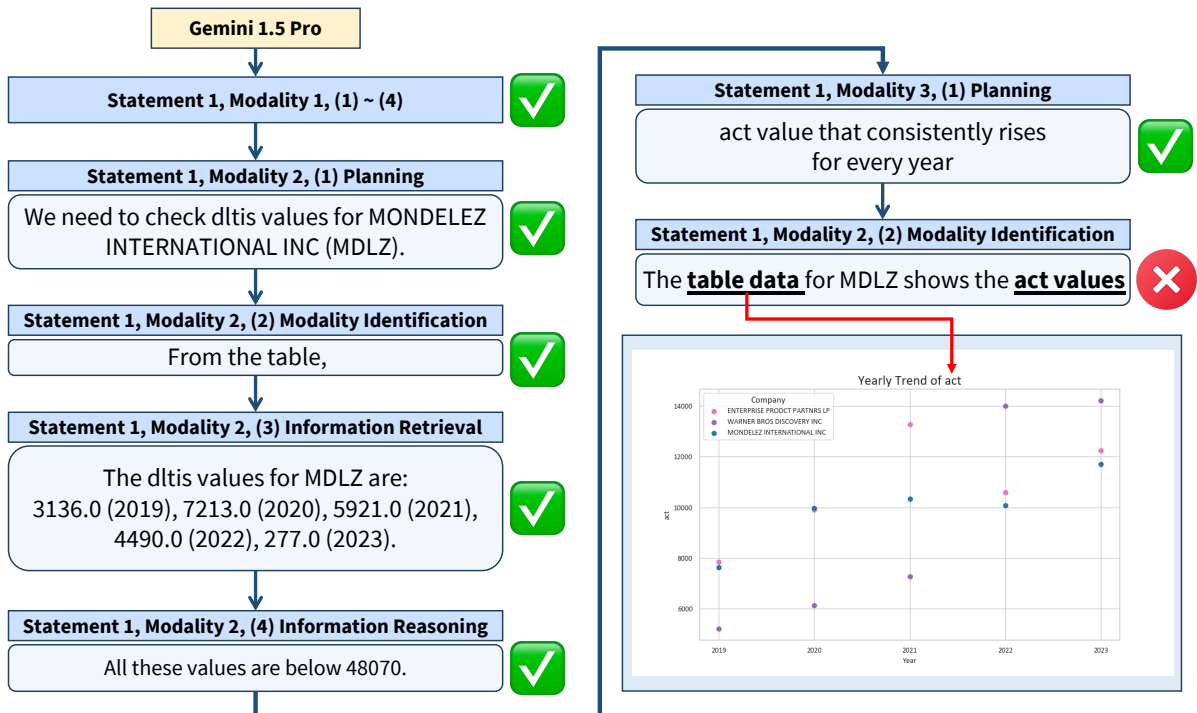 Gemini 1.5 Pro
Statement 1, Modality 1, (1) ~ (4)
Statement 1, Modality 2, (1) Planning
We need to check dltis values for MONDELEZ
INTERNATIONAL INC (MDLZ).
Statement 1, Modality 2, (2) Modality Identification
From the table,
Statement 1, Modality 2, (3) Information Retrieval
The dltis values for MDLZ are:
3136.0 (2019), 7213.0 (2020), 5921.0 (2021),
4490.0 (2022), 277.0 (2023).
Statement 1, Modality 2, (4) Information Reasoning
All these values are below 48070.
Statement 1, Modality 3, (1) Planning
act value that consistently rises
for every year
Statement 1, Modality 2, (2) Modality Identification
The table data for MDLZ shows the act values
Yearly Trend of act
Company
ENTERPRISE PRODCT PARTNRS LP
WARNER BROS DISCOVERY INC
MONDELEZ INTERNATIONAL INC
14000
12000
10000
8000
6000
act
2019 2020 2021 2022 2023
Year